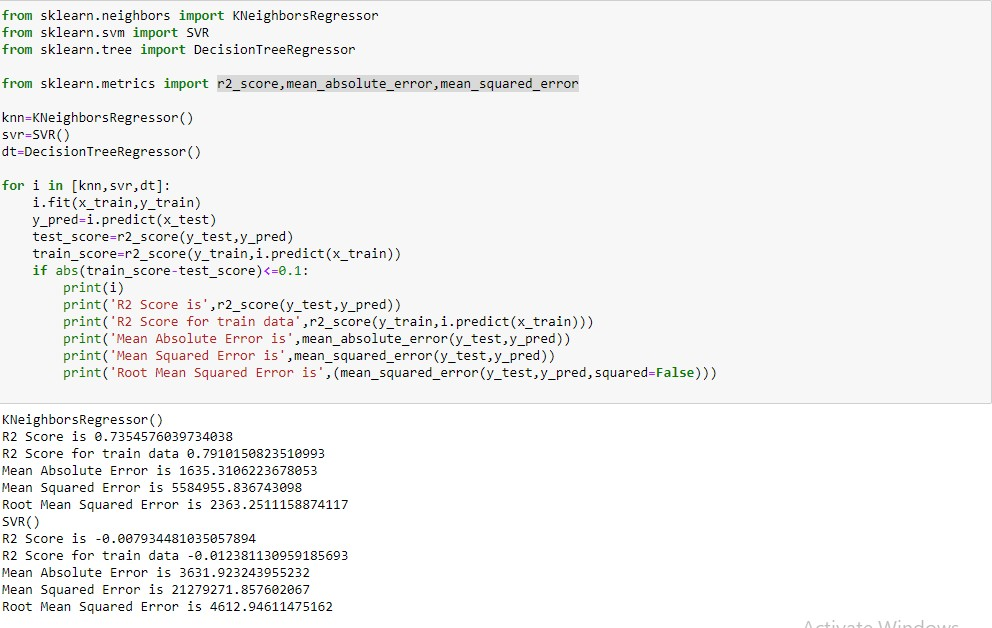 from sklearn.neighbors import KNeighborsRegressor
from sklearn.svm import SVR
from sklearn.tree import DecisionTreeRegressor
from sklearn.metrics import r2_score,mean_absolute_error,mean_squared_error
knn=KNeighborsRegressor()
svr=SVR()
dt=DecisionTreeRegressor()
for i in [knn,svr,dt]:
    i.fit(x_train,y_train)
    y_pred=i.predict(x_test)
    test_score=r2_score(y_test,y_pred)
    train_score=r2_score(y_train,i.predict(x_train))
    if abs(train_score-test_score)<=0.1:
        print(i)
        print('R2 Score is',r2_score(y_test,y_pred))
        print('R2 Score for train data',r2_score(y_train,i.predict(x_train)))
        print('Mean Absolute Error is',mean_absolute_error(y_test,y_pred))
        print('Mean Squared Error is',mean_squared_error(y_test,y_pred))
        print('Root Mean Squared Error is',(mean_squared_error(y_test,y_pred,squared=False)))
KNeighborsRegressor()
R2 Score is 0.7354576039734038
R2 Score for train data 0.7910150823510993
Mean Absolute Error is 1635.3106223678053
Mean Squared Error is 5584955.836743098
Root Mean Squared Error is 2363.2511158874117
SVR()
R2 Score is -0.007934481035057894
R2 Score for train data -0.012381130959185693
Mean Absolute Error is 3631.923243955232
Mean Squared Error is 21279271.857602067
Root Mean Squared Error is 4612.94611475162
Activate Windows